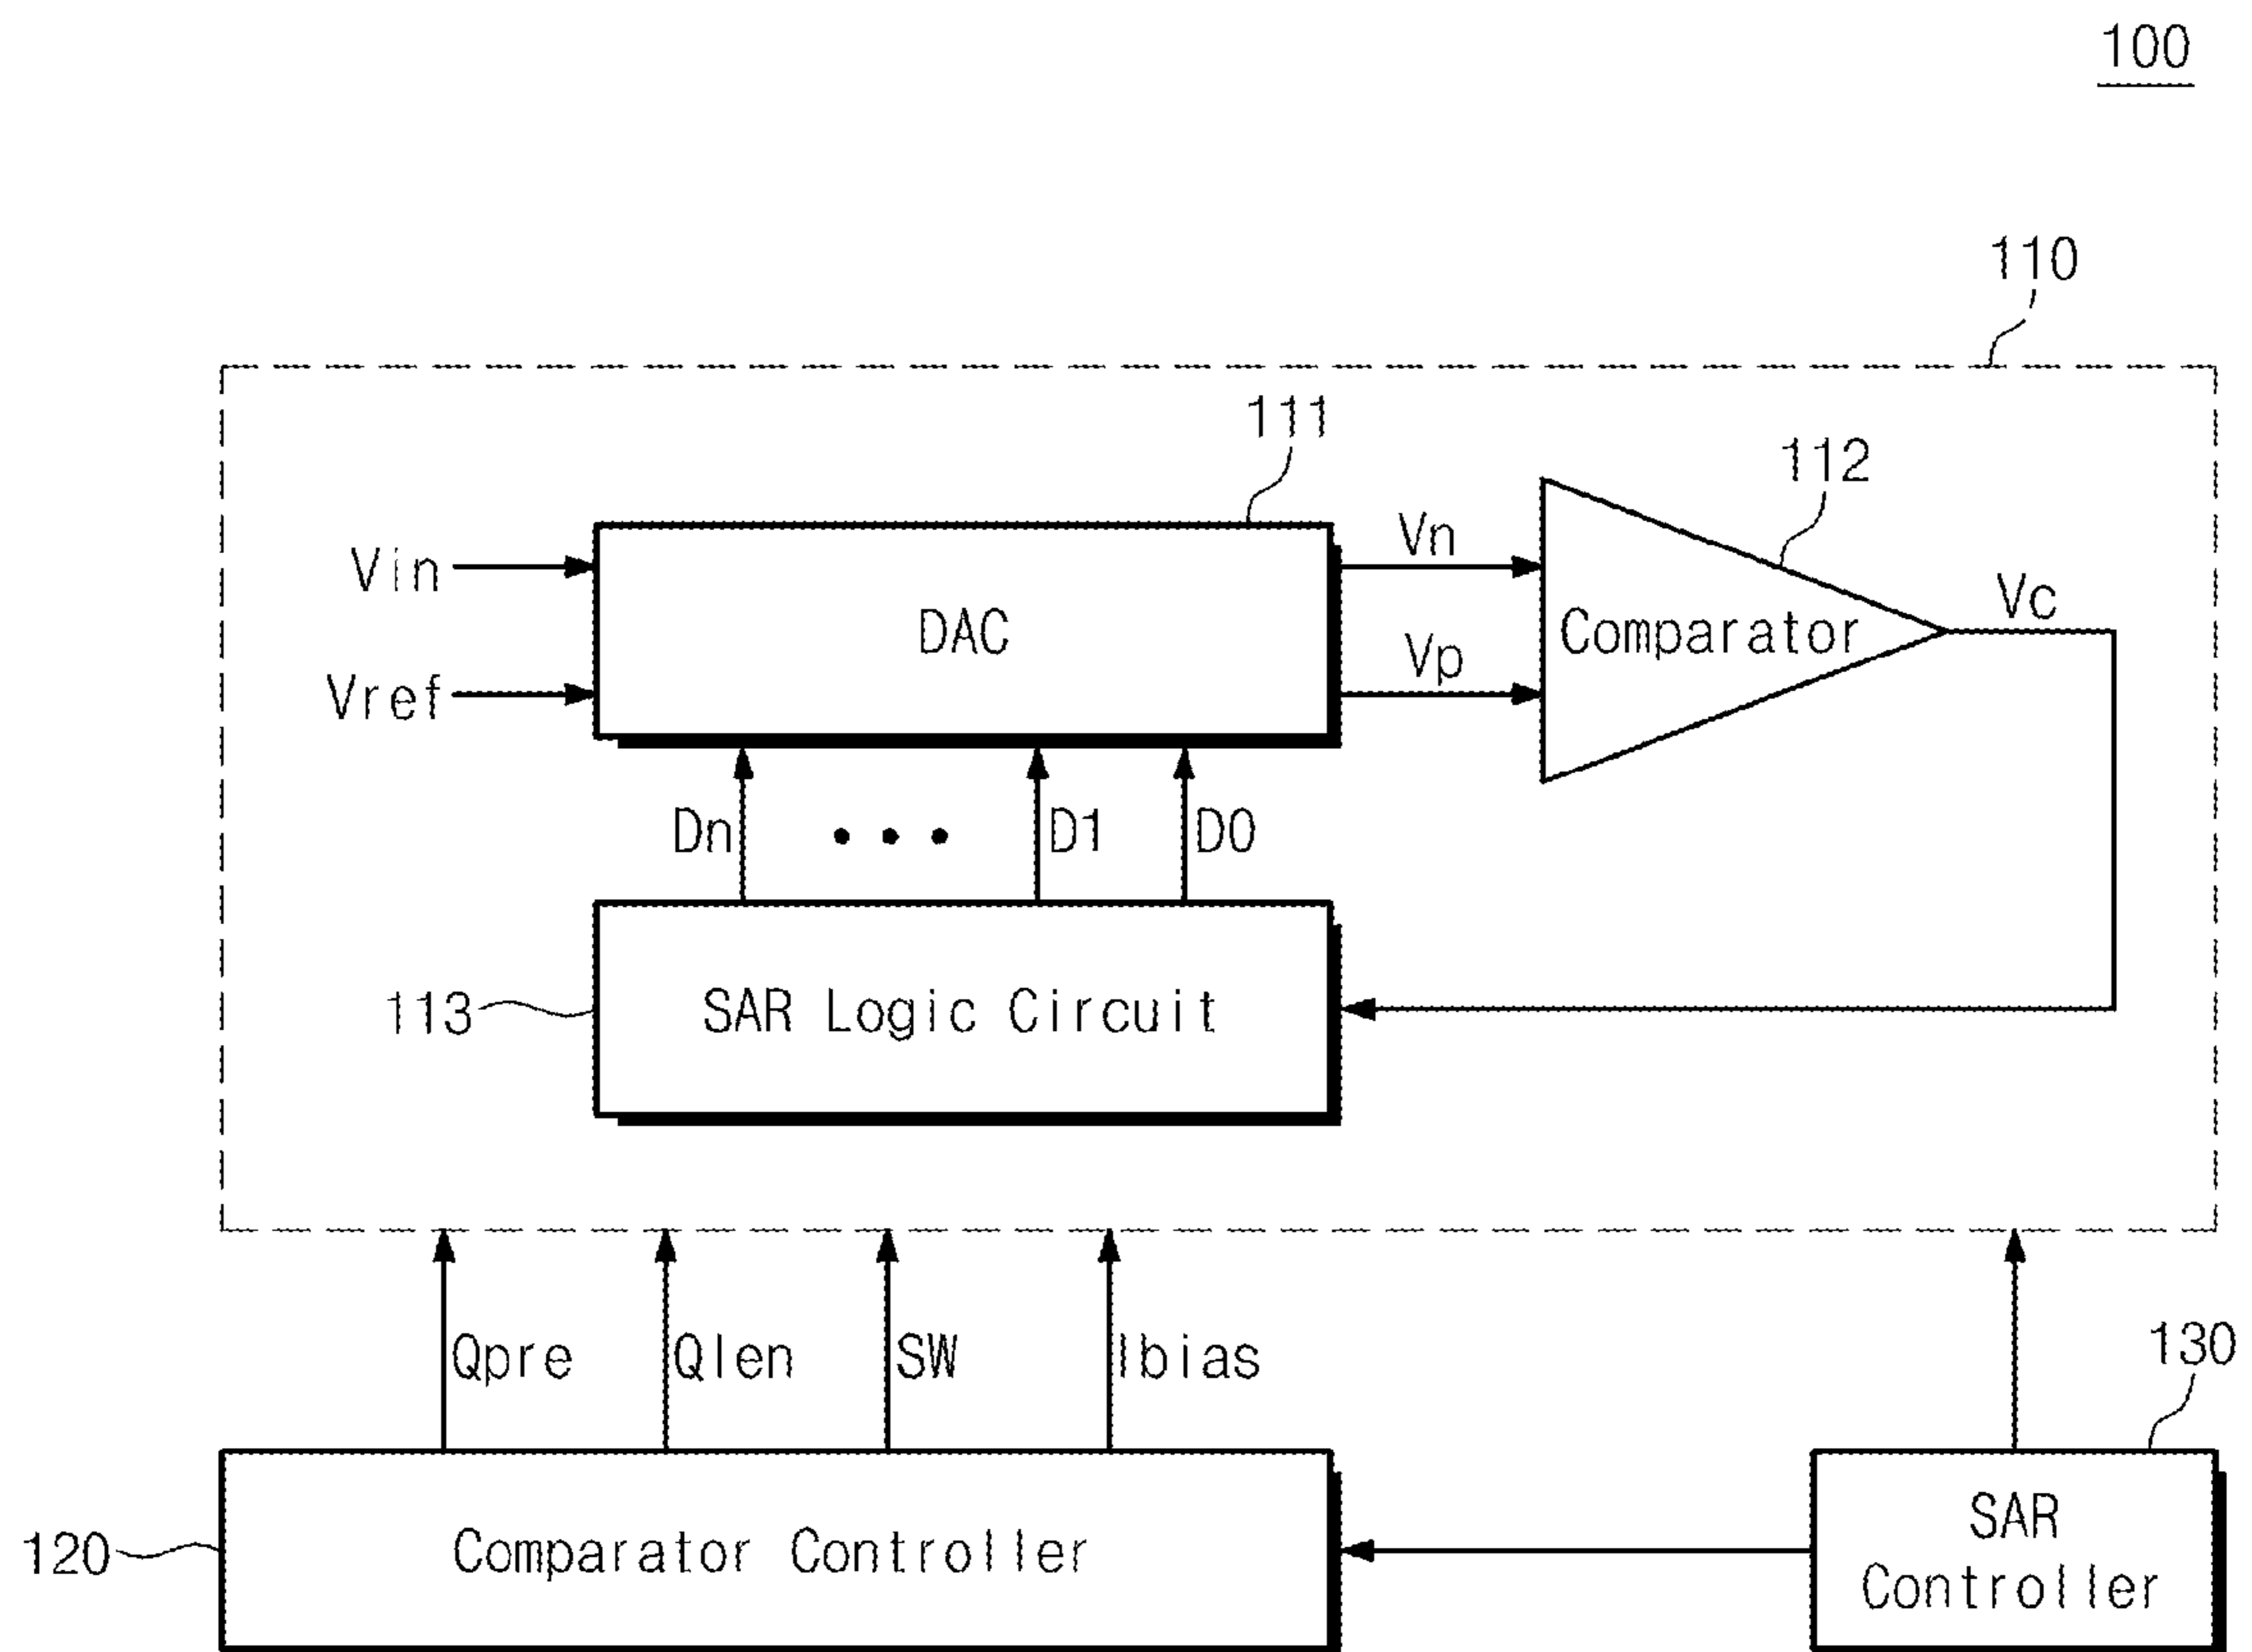 100
110
111
112
Vin
Vref
DAC
Vn
Vp
Comparator
Vc
Dn
• • •
D1
D0
113
SAR Logic Circuit
Qpre
Qlen
SW
Ibias
130
120
Comparator Controller
SAR
Controller